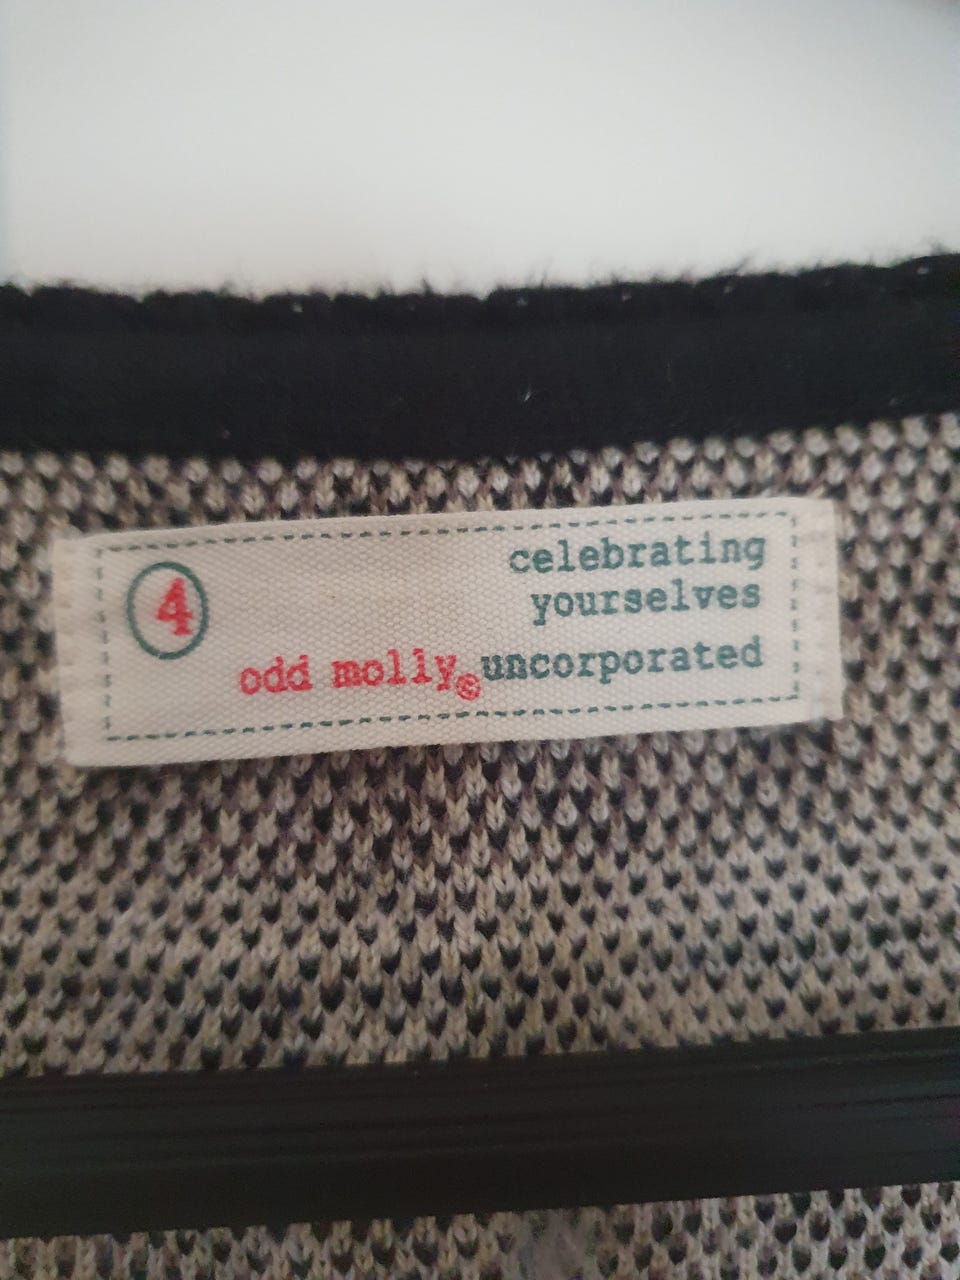 4
celebrating
yourselves
odd molly© uncorporated